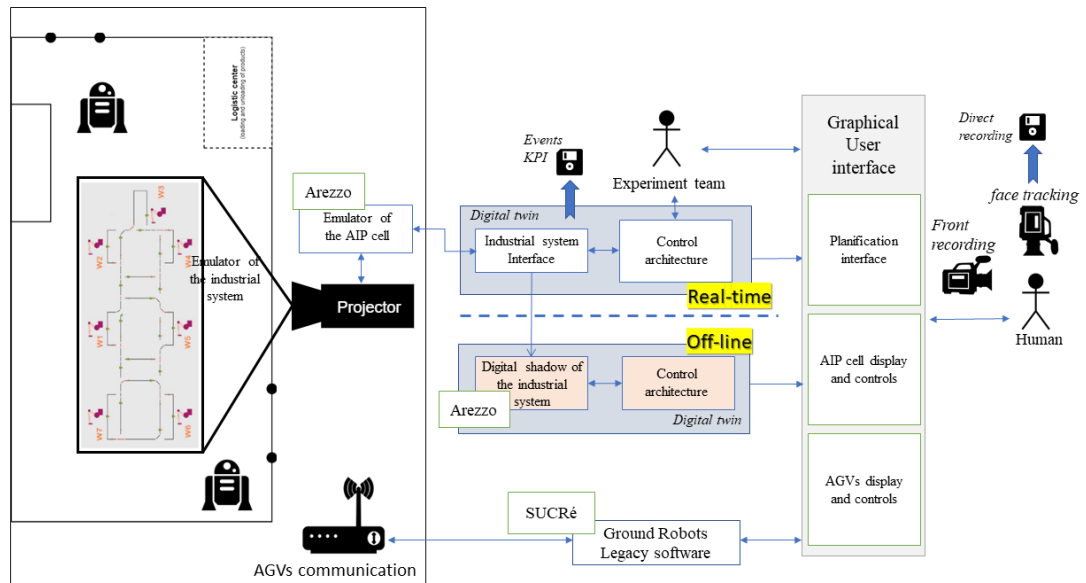 Logistic center
(loading and unloading of products)
W3
W2
W4
W1
W5
W7
W6
Emulator of
the industrial
system
Arezzo
Emulator of
the AIP cell
Projector
AGVs communication
Events
KPI
Experiment team
Digital twin
Industrial system
Interface
Control
architecture
Real-time
Off-line
Digital shadow of
the industrial
system
Control
architecture
Arezzo
Digital twin
SUCRé
Ground Robots
Legacy software
Graphical
User
interface
Planification
interface
AIP cell display
and controls
AGVs display
and controls
Direct
recording
face tracking
Front
recording
Human